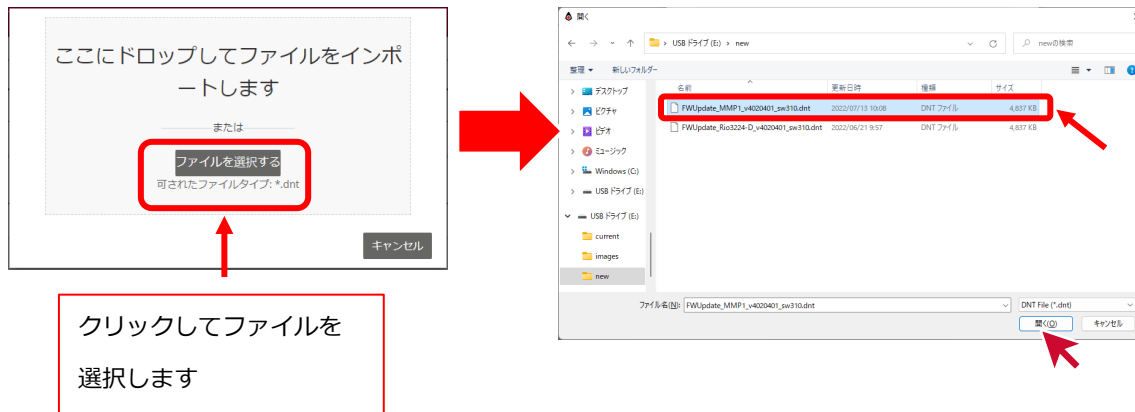 ここにドロップしてファイルをインポ
ートします
または
ファイルを選択する
可されたファイルタイプ: *.dnt
キャンセル
クリックしてファイルを
選択します
開く
USB ドライブ (E:) › new
newの検索
整理 新しいフォルダー
名前 更新日時 種類 サイズ
FWUpdate_MMP1_v4020401_sw310.dnt 2022/07/13 10:08 DNT ファイル 4,837 KB
FWUpdate_Rio3224-D_v4020401_sw310.dnt 2022/06/21 9:57 DNT ファイル 4,837 KB
デスクトップ
ピクチャ
ビデオ
ミュージック
Windows (C:)
USB ドライブ (E:)
USB ドライブ (E:)
current
images
new
ファイル名(N): FWUpdate_MMP1_v4020401_sw310.dnt DNT File (*.dnt)
開く(O) キャンセル